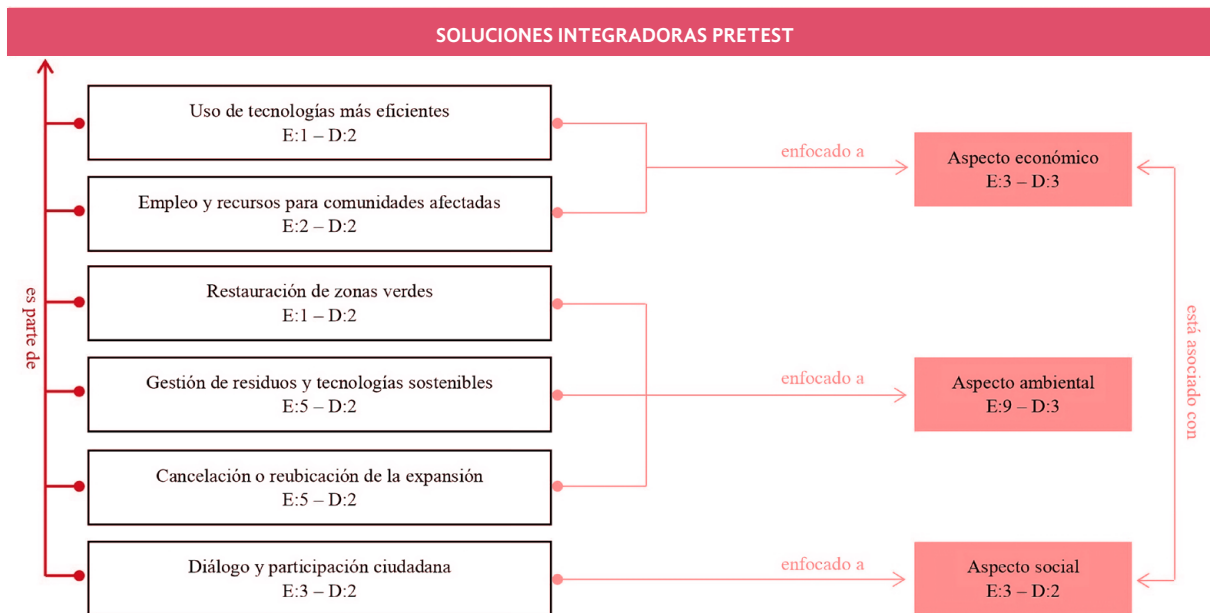 SOLUCIONES INTEGRADORAS PRETEST
Uso de tecnologías más eficientes
E:1 – D:2
Empleo y recursos para comunidades afectadas
E:2 – D:2
Restauración de zonas verdes
E:1 – D:2
Gestión de residuos y tecnologías sostenibles
E:5 – D:2
Cancelación o reubicación de la expansión
E:5 – D:2
Diálogo y participación ciudadana
E:3 – D:2
es parte de
enfocado a
Aspecto económico
E:3 – D:3
enfocado a
Aspecto ambiental
E:9 – D:3
enfocado a
Aspecto social
E:3 – D:2
está asociado con